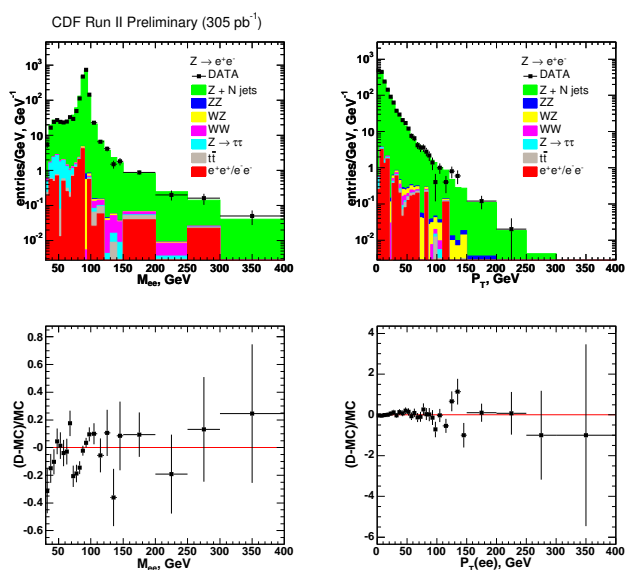 CDF Run II Preliminary (305 pb⁻¹)
entries/GeV, GeV⁻¹
10³
10²
10
1
10⁻¹
10⁻²
Z → e⁺e⁻
DATA
Z + N jets
ZZ
WZ
WW
Z → ττ
tt̄
e⁺e⁺/e⁻e⁻
50 100 150 200 250 300 350 400
M_ee, GeV
entries/GeV, GeV⁻¹
10³
10²
10
1
10⁻¹
10⁻²
Z → e⁺e⁻
DATA
Z + N jets
ZZ
WZ
WW
Z → ττ
tt̄
e⁺e⁺/e⁻e⁻
0 50 100 150 200 250 300 350 400
P_T, GeV
(D-MC)/MC
0.8
0.6
0.4
0.2
0
-0.2
-0.4
-0.6
50 100 150 200 250 300 350 400
M_ee, GeV
(D-MC)/MC
4
2
0
-2
-4
-6
0 50 100 150 200 250 300 350 400
P_T(ee), GeV